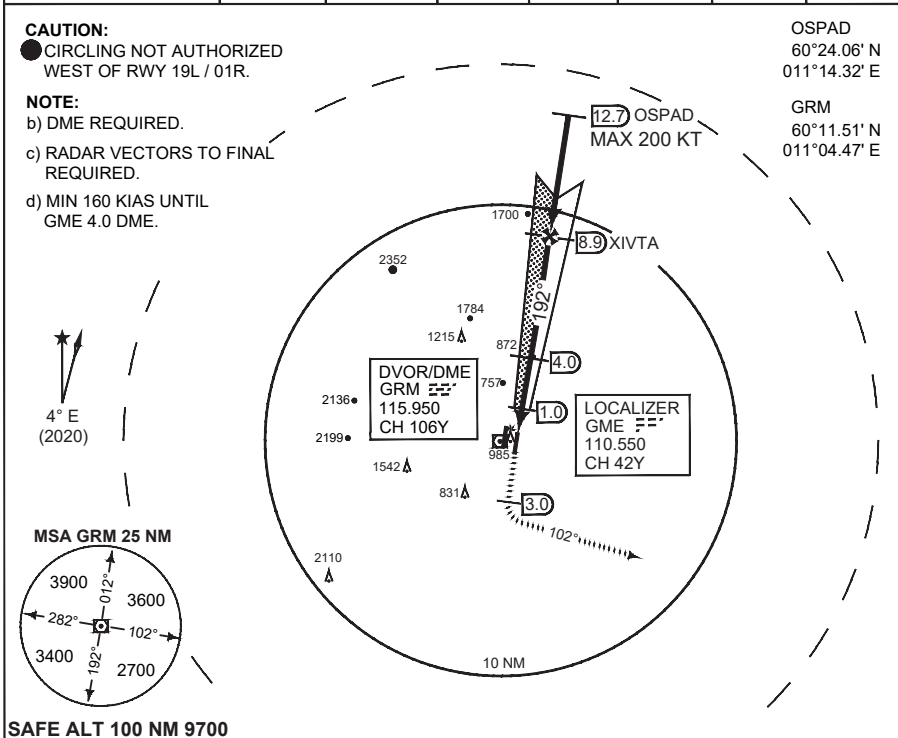 CAUTION:
CIRCLING NOT AUTHORIZED
WEST OF RWY 19L / 01R.
NOTE:
b) DME REQUIRED.
c) RADAR VECTORS TO FINAL
REQUIRED.
d) MIN 160 KIAS UNTIL
GME 4.0 DME.
OSPAD
60°24.06' N
011°14.32' E
GRM
60°11.51' N
011°04.47' E
12.7 OSPAD
MAX 200 KT
1700
8.9 XIVTA
2352
192°
1784
1215
872
4.0
DVOR/DME
GRM
115.950
CH 106Y
757
1.0
LOCALIZER
GME
110.550
CH 42Y
2136
2199
985
1542
831
3.0
102°
2110
10 NM
4° E
(2020)
MSA GRM 25 NM
3900
012°
3600
282°
102°
3400
192°
2700
SAFE ALT 100 NM 9700